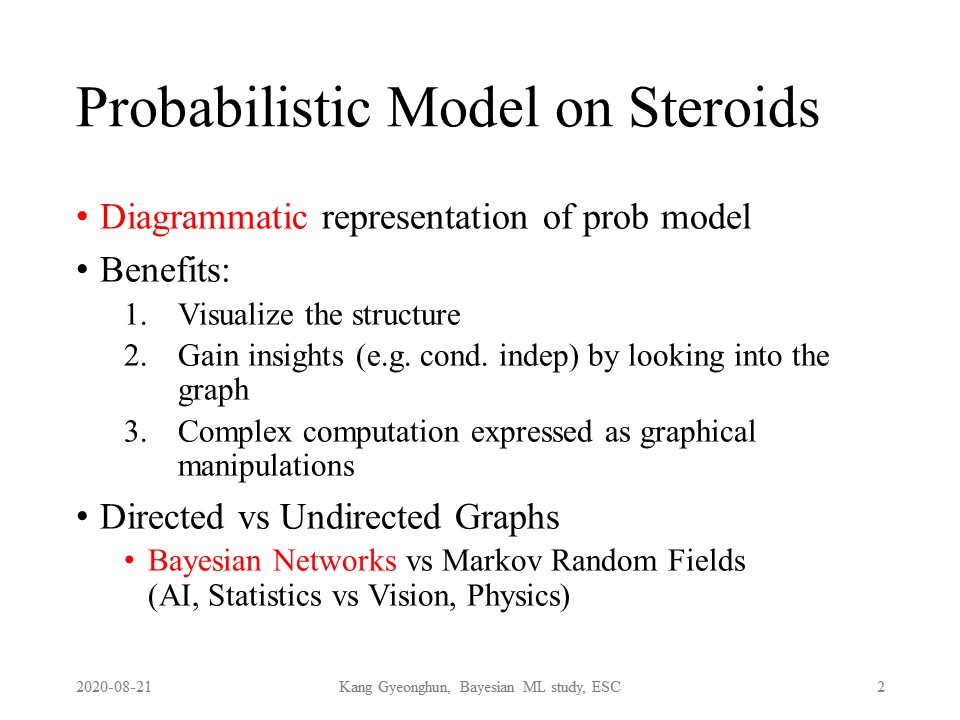 Probabilistic Model on Steroids
• Diagrammatic representation of prob model
• Benefits:
1. Visualize the structure
2. Gain insights (e.g. cond. indep) by looking into the
graph
3. Complex computation expressed as graphical
manipulations
• Directed vs Undirected Graphs
• Bayesian Networks vs Markov Random Fields
(AI, Statistics vs Vision, Physics)
2020-08-21 Kang Gyeonghun, Bayesian ML study, ESC 2